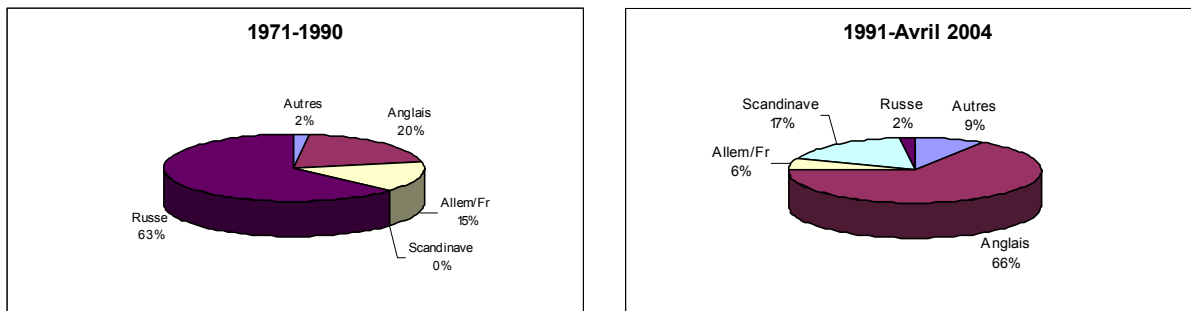 1971-1990
Autres
2%
Anglais
20%
Allem/Fr
15%
Scandinave
0%
Russe
63%
1991-Avril 2004
Scandinave
17%
Russe
2%
Autres
9%
Allem/Fr
6%
Anglais
66%